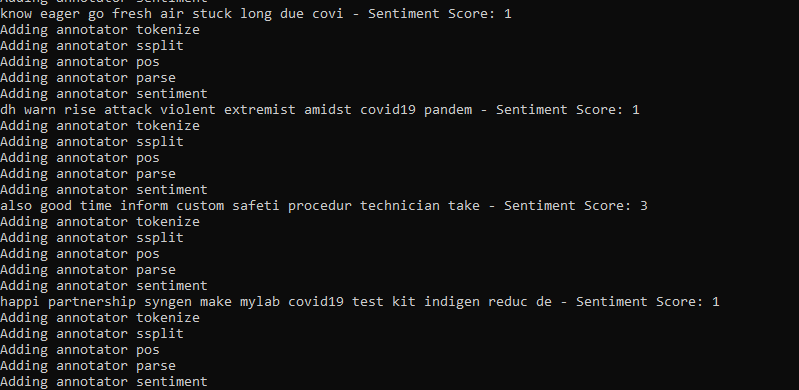 Adding annotator sentiment
know eager go fresh air stuck long due covi - Sentiment Score: 1
Adding annotator tokenize
Adding annotator ssplit
Adding annotator pos
Adding annotator parse
Adding annotator sentiment
dh warn rise attack violent extremist amidst covid19 pandem - Sentiment Score: 1
Adding annotator tokenize
Adding annotator ssplit
Adding annotator pos
Adding annotator parse
Adding annotator sentiment
also good time inform custom safeti procedur technician take - Sentiment Score: 3
Adding annotator tokenize
Adding annotator ssplit
Adding annotator pos
Adding annotator parse
Adding annotator sentiment
happi partnership syngen make mylab covid19 test kit indigen reduc de - Sentiment Score: 1
Adding annotator tokenize
Adding annotator ssplit
Adding annotator pos
Adding annotator parse
Adding annotator sentiment